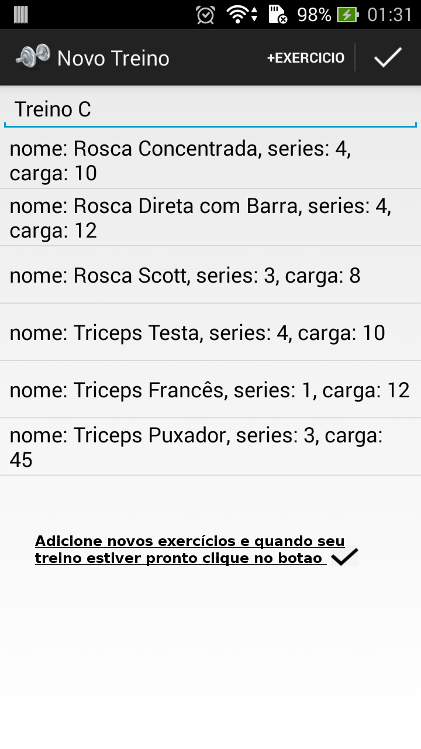 98% 01:31
Novo Treino +EXERCICIO
Treino C
nome: Rosca Concentrada, series: 4,
carga: 10
nome: Rosca Direta com Barra, series: 4,
carga: 12
nome: Rosca Scott, series: 3, carga: 8
nome: Triceps Testa, series: 4, carga: 10
nome: Triceps Francês, series: 1, carga: 12
nome: Triceps Puxador, series: 3, carga:
45
Adicione novos exercícios e quando seu
treino estiver pronto clique no botao